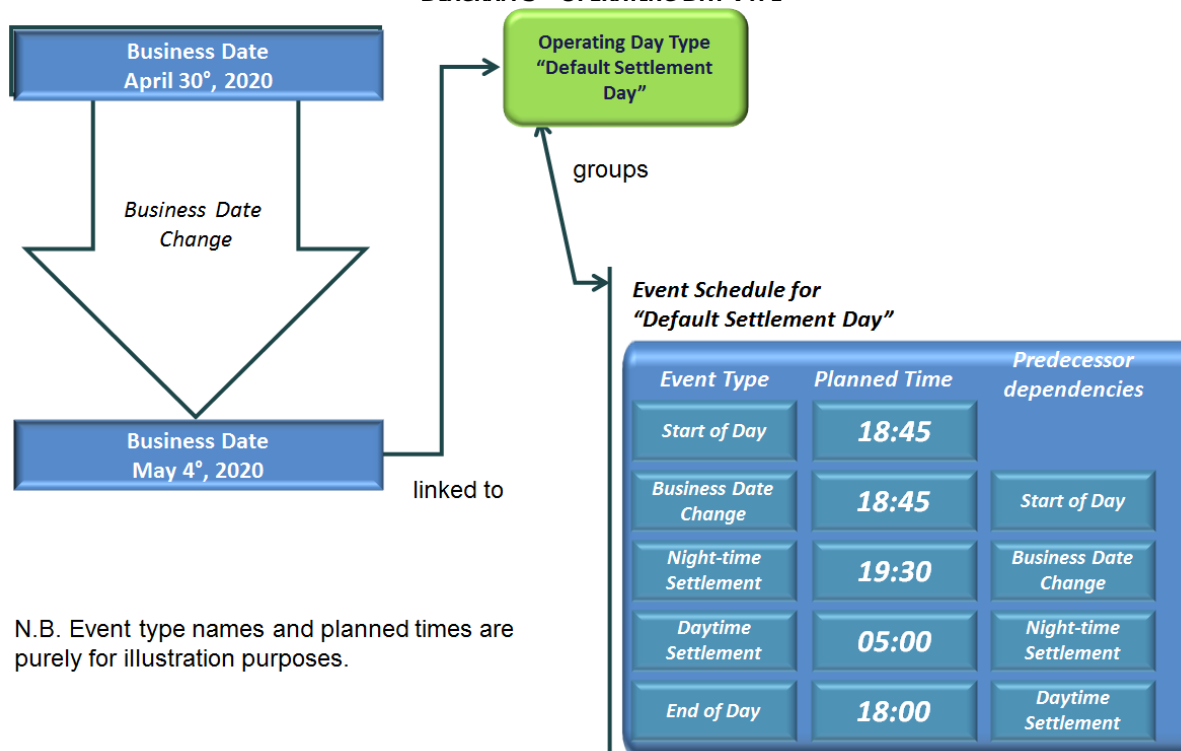 Business Date
April 30°, 2020
Operating Day Type
“Default Settlement
Day”
groups
Business Date
Change
Event Schedule for
“Default Settlement Day”
Event Type Planned Time Predecessor
dependencies
Start of Day 18:45
Business Date
Change 18:45 Start of Day
Night-time
Settlement 19:30 Business Date
Change
Daytime
Settlement 05:00 Night-time
Settlement
End of Day 18:00 Daytime
Settlement
Business Date
May 4°, 2020
linked to
N.B. Event type names and planned times are
purely for illustration purposes.